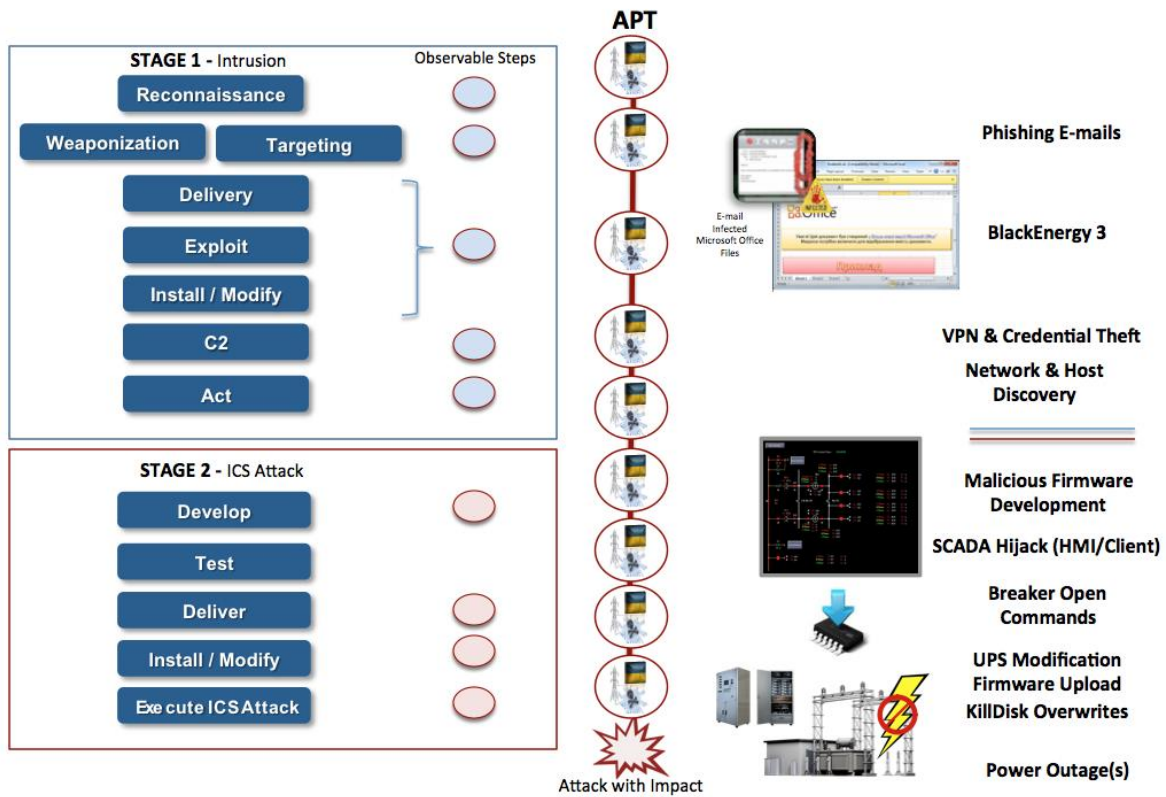 APT
STAGE 1 - Intrusion
Observable Steps
Reconnaissance
Weaponization
Targeting
Delivery
Exploit
Install / Modify
C2
Act
STAGE 2 - ICS Attack
Develop
Test
Deliver
Install / Modify
Execute ICS Attack
Attack with Impact
E-mail
Infected
Microsoft Office
Files
Office
Приклад
Phishing E-mails
BlackEnergy 3
VPN & Credential Theft
Network & Host
Discovery
Malicious Firmware
Development
SCADA Hijack (HMI/Client)
Breaker Open
Commands
UPS Modification
Firmware Upload
KillDisk Overwrites
Power Outage(s)